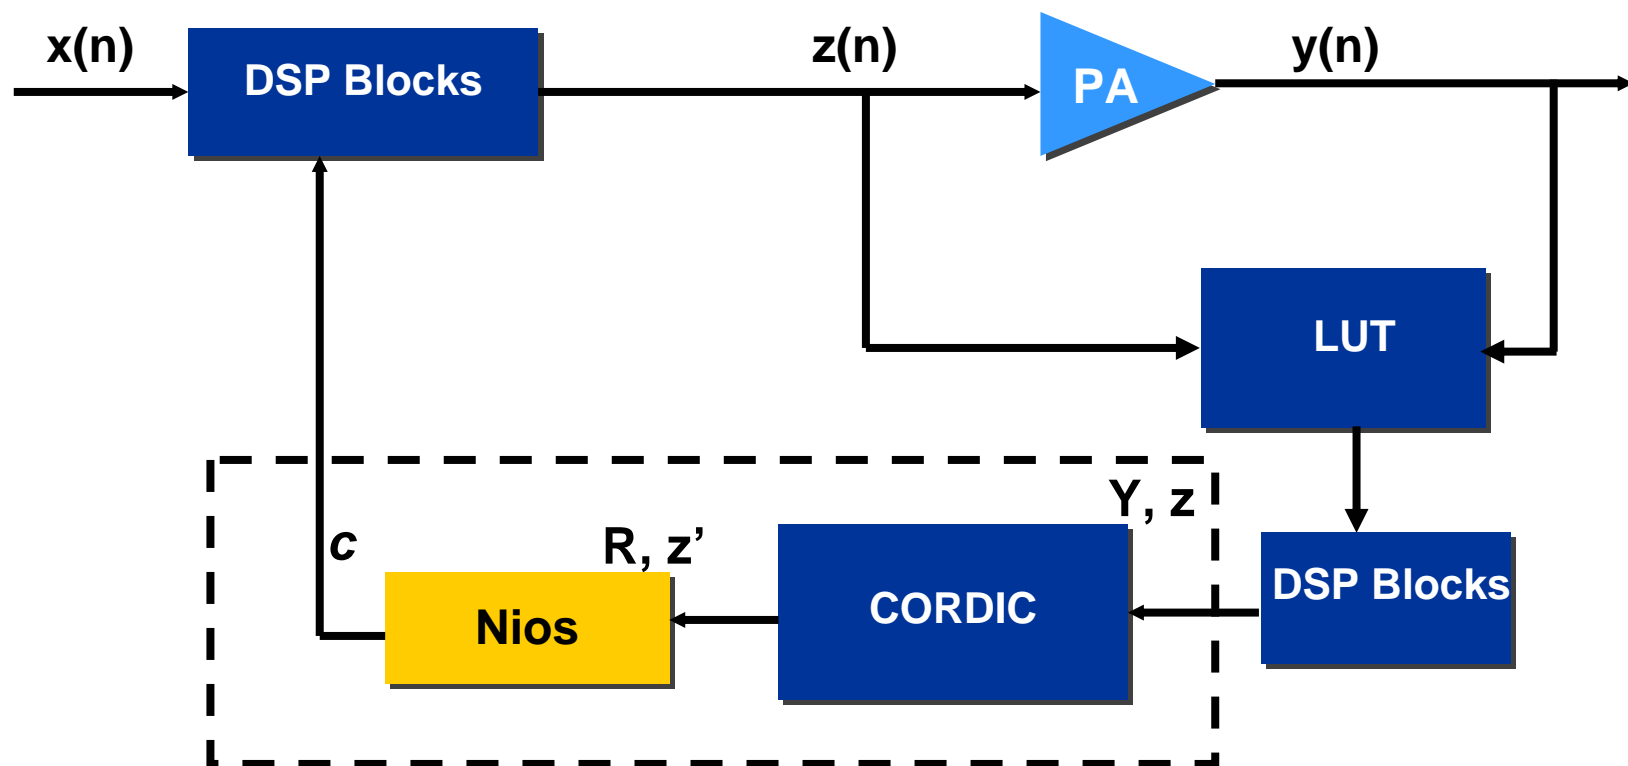 x(n)
DSP Blocks
z(n)
PA
y(n)
LUT
Y, z
c
R, z’
DSP Blocks
CORDIC
Nios